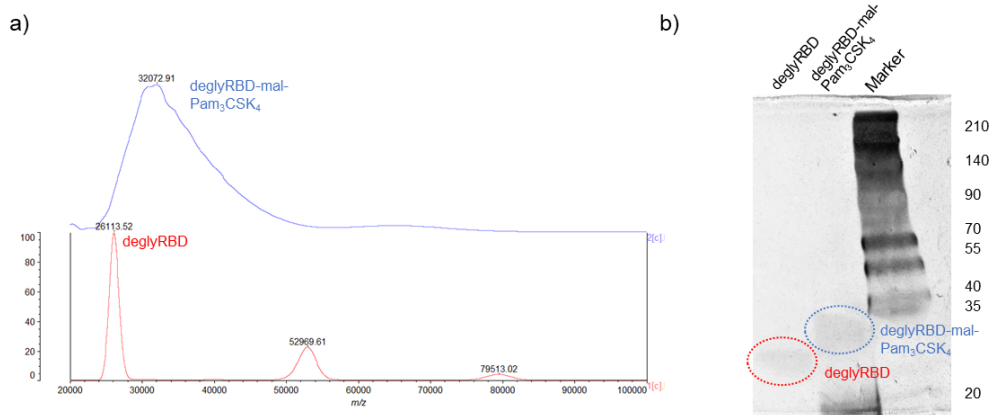 a)
32072.91
deglyRBD-mal-
Pam₃CSK₄
100
80
60
40
20
0
26113.52
deglyRBD
52969.61
79513.02
2[c].
1[c].
20000 30000 40000 50000 60000 70000 80000 90000 100000
m/z
b)
deglyRBD
deglyRBD-mal-
Pam₃CSK₄
Marker
210
140
90
70
55
40
35
20
deglyRBD-mal-
Pam₃CSK₄
deglyRBD